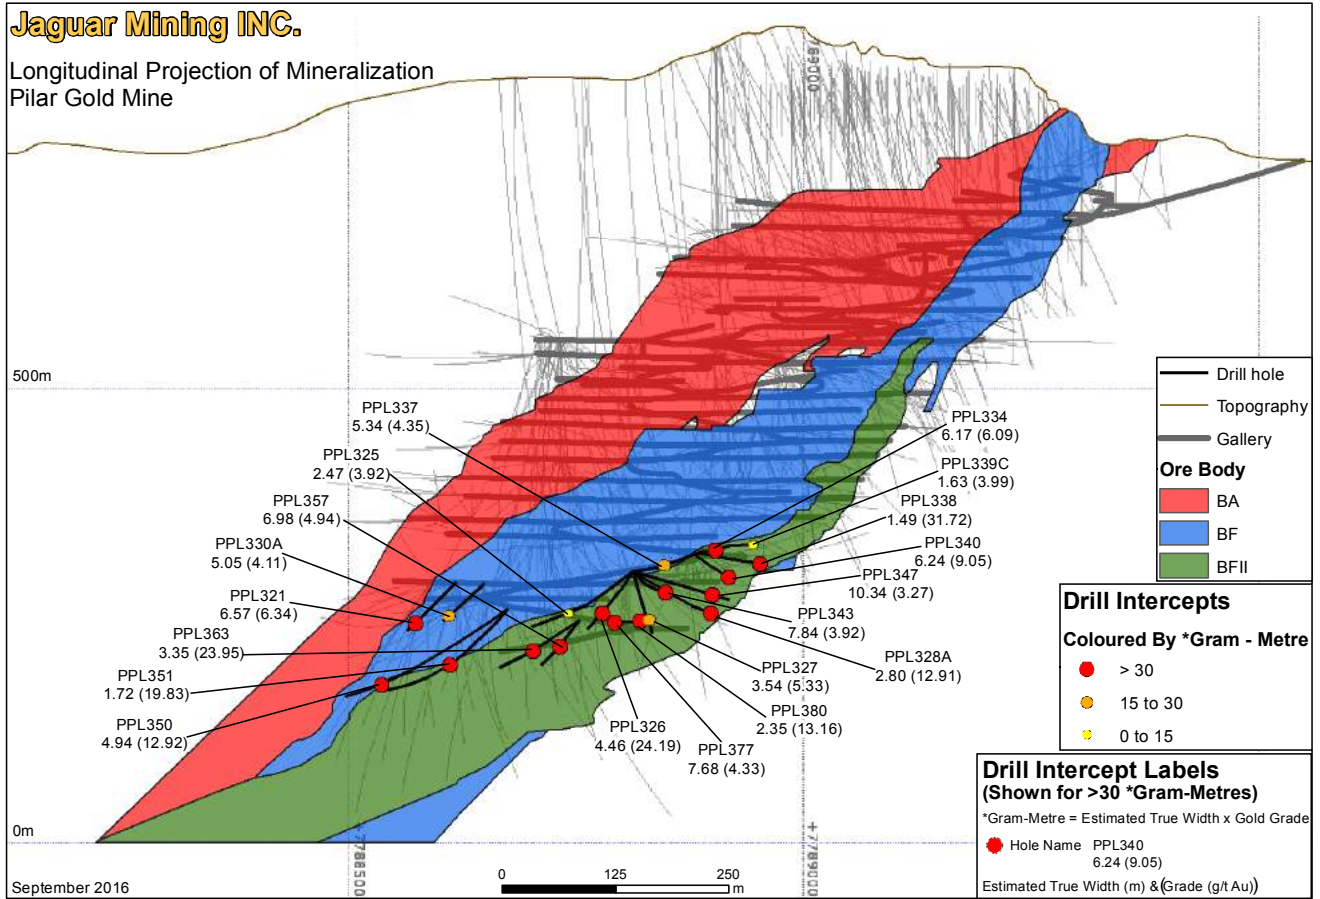 Jaguar Mining INC.
Longitudinal Projection of Mineralization
Pilar Gold Mine
+789000
500m
PPL337
5.34 (4.35)
PPL325
2.47 (3.92)
PPL357
6.98 (4.94)
PPL330A
5.05 (4.11)
PPL321
6.57 (6.34)
PPL363
3.35 (23.95)
PPL351
1.72 (19.83)
PPL350
4.94 (12.92)
PPL334
6.17 (6.09)
PPL339C
1.63 (3.99)
PPL338
1.49 (31.72)
PPL340
6.24 (9.05)
PPL347
10.34 (3.27)
PPL343
7.84 (3.92)
PPL328A
2.80 (12.91)
PPL327
3.54 (5.33)
PPL380
2.35 (13.16)
PPL326
4.46 (24.19)
PPL377
7.68 (4.33)
Drill hole
Topography
Gallery
Ore Body
BA
BF
BFII
Drill Intercepts
Coloured By *Gram - Metre
> 30
15 to 30
0 to 15
Drill Intercept Labels
(Shown for >30 *Gram-Metres)
*Gram-Metre = Estimated True Width x Gold Grade
Hole Name PPL340
6.24 (9.05)
Estimated True Width (m) & (Grade (g/t Au))
0m
+7788500
+7789000
0 125 250
m
September 2016